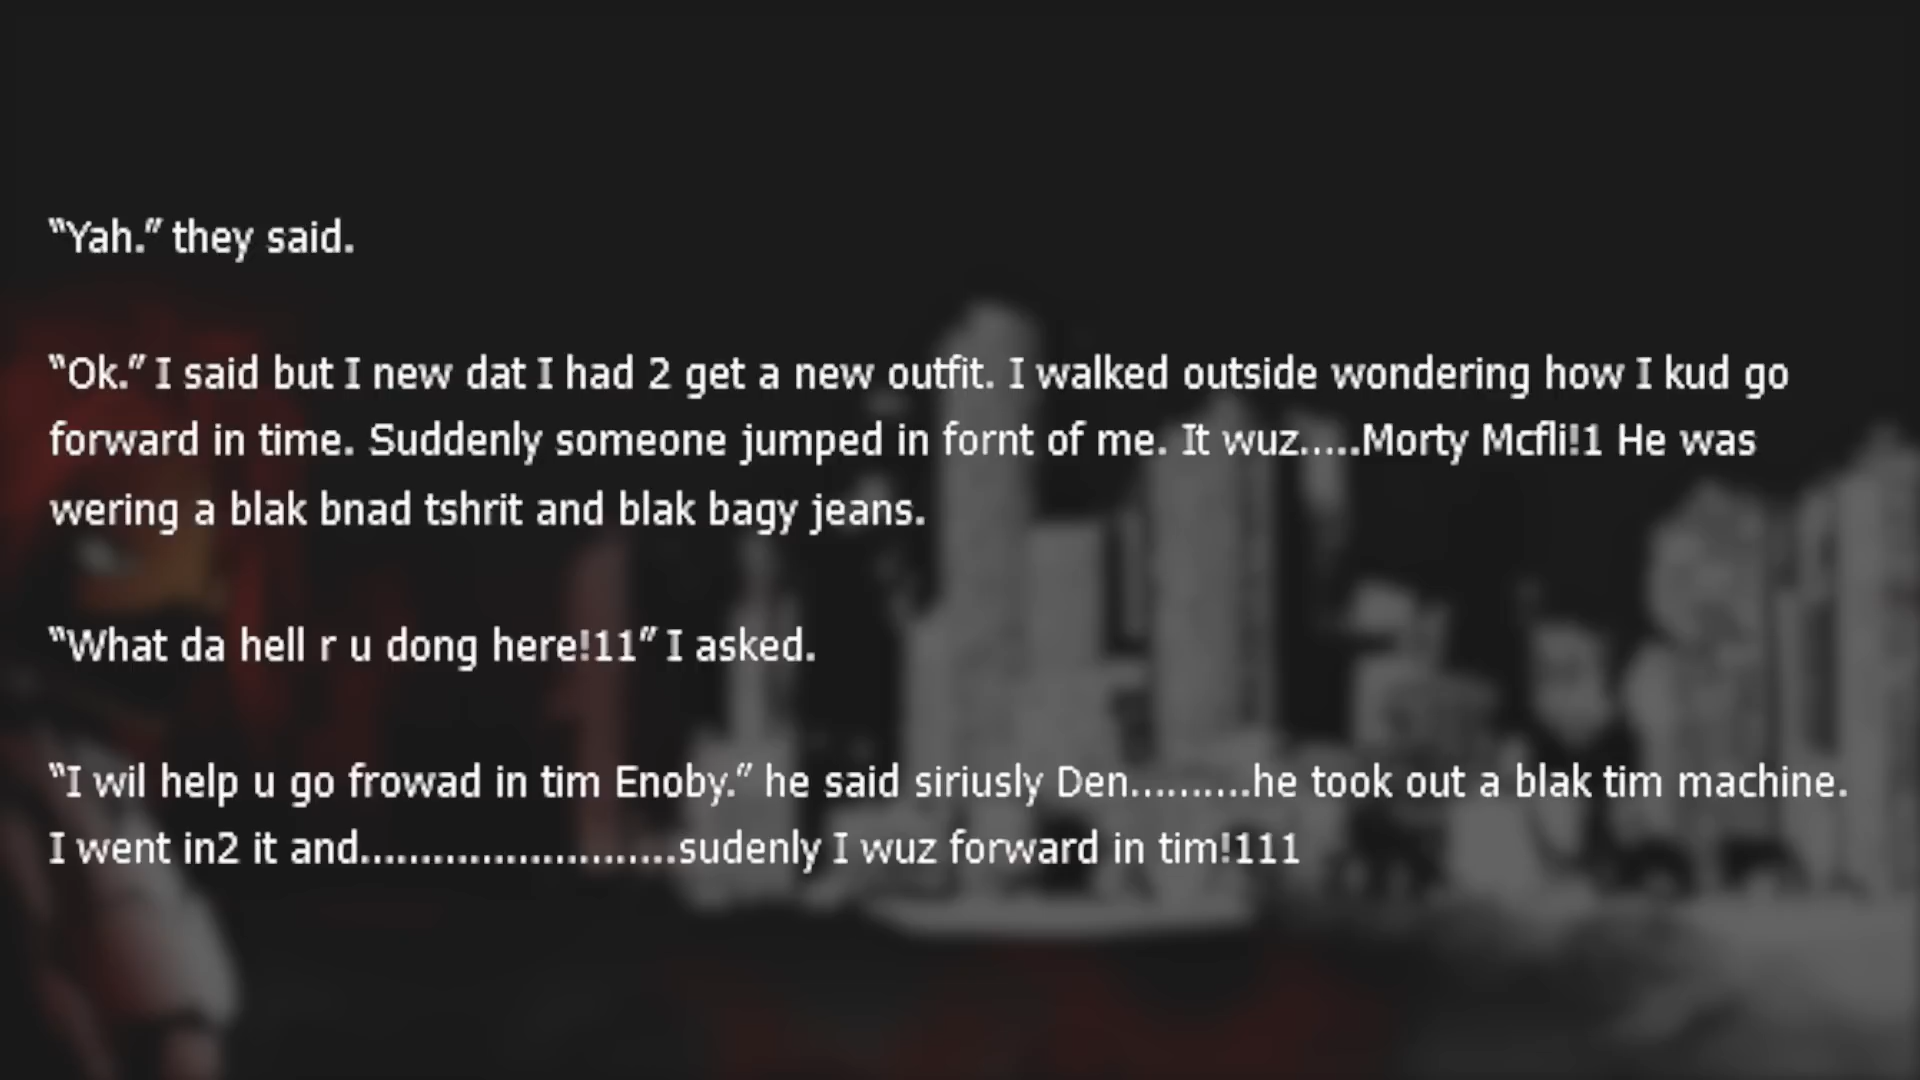 “Yah.” they said.
“Ok.” I said but I new dat I had 2 get a new outfit. I walked outside wondering how I kud go
forward in time. Suddenly someone jumped in fornt of me. It wuz.....Morty Mcfli!1 He was
wering a blak bnad tshrit and blak bagy jeans.
“What da hell r u dong here!11” I asked.
“I wil help u go frowad in tim Enoby.” he said siriusly Den..........he took out a blak tim machine.
I went in2 it and..........................sudenly I wuz forward in tim!111